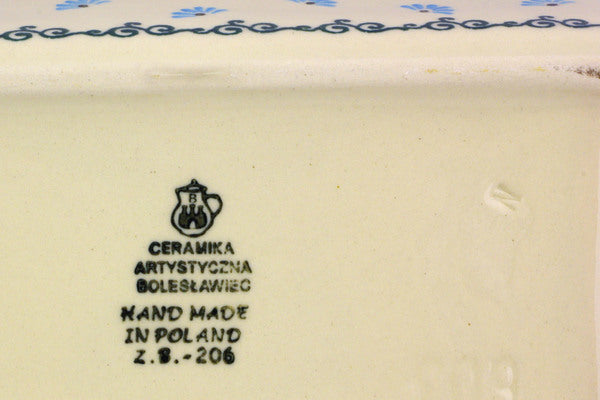 B
CERAMIKA
ARTYSTYCZNA
BOLESŁAWIEC
HAND MADE
IN POLAND
Z.B.-206